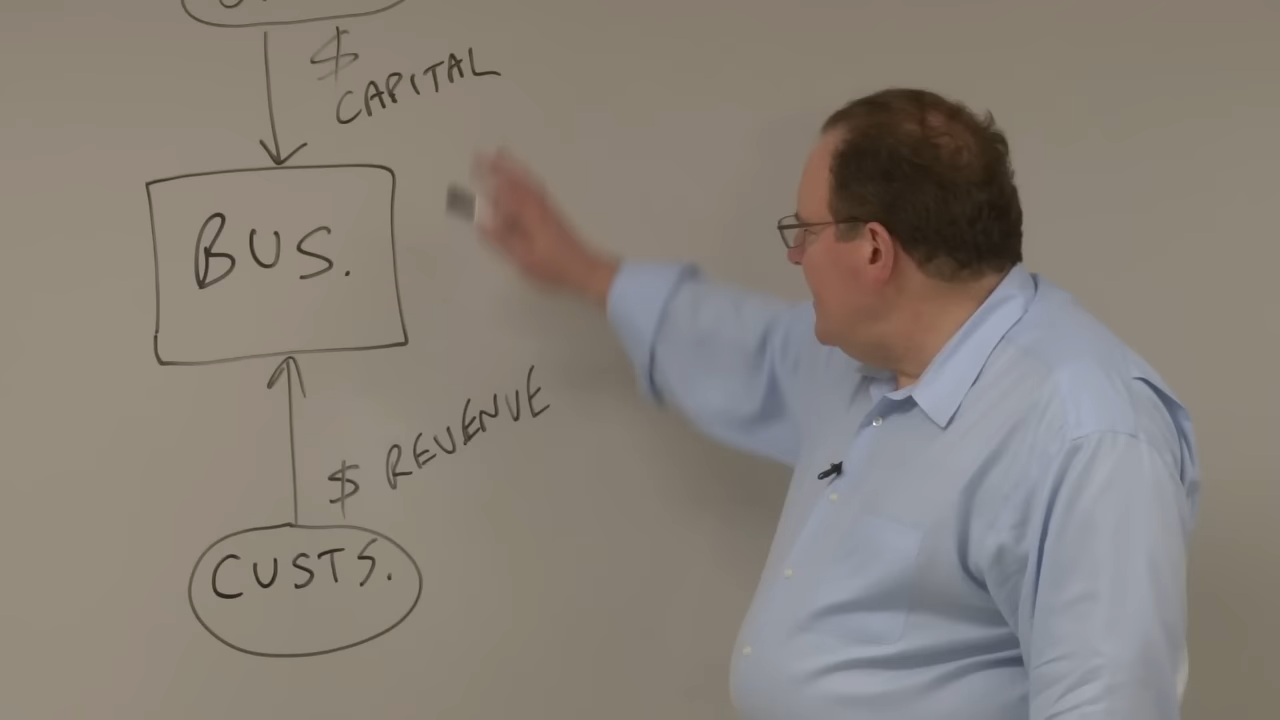 $
CAPITAL
BUS.
$ REVENUE
CUSTS.